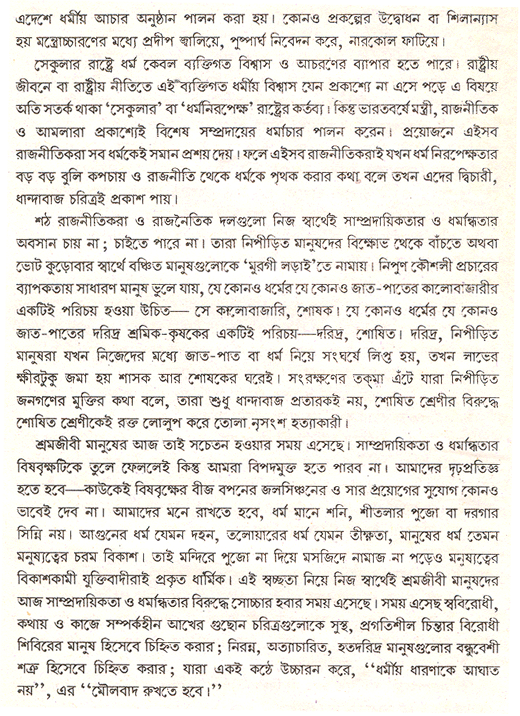 এদেশে ধর্মীয় আচার অনুষ্ঠান পালন করা হয়। কোনও প্রকল্পের উদ্বোধন বা শিলান্যাস
হয় মন্ত্রোচ্চারণের মধ্যে প্রদীপ জ্বালিয়ে, পুষ্পার্ঘ নিবেদন করে, নারকোল ফাটিয়ে।
সেকুলার রাষ্ট্রে ধর্ম কেবল ব্যক্তিগত বিশ্বাস ও আচরণের ব্যাপার হতে পারে। রাষ্ট্রীয়
জীবনে বা রাষ্ট্রীয় নীতিতে এই ব্যক্তিগত ধর্মীয় বিশ্বাস যেন প্রকাশ্যে না এসে পড়ে এ বিষয়ে
অতি সতর্ক থাকা ‘সেকুলার’ বা ‘ধর্মনিরপেক্ষ’ রাষ্ট্রের কর্তব্য। কিন্তু ভারতবর্ষে মন্ত্রী, রাজনীতিক
ও আমলারা প্রকাশ্যেই বিশেষ সম্প্রদায়ের ধর্মাচার পালন করেন। প্রয়োজনে এইসব
রাজনীতিকরা সব ধর্মকেই সমান প্রশয় দেয়। ফলে এইসব রাজনীতিকরাই যখন ধর্ম নিরপেক্ষতার
বড় বড় বুলি কপচায় ও রাজনীতি থেকে ধর্মকে পৃথক করার কথা বলে তখন এদের দ্বিচারী,
ধান্দাবাজ চরিত্রই প্রকাশ পায়।
শঠ রাজনীতিকরা ও রাজনৈতিক দলগুলো নিজ স্বার্থেই সাম্প্রদায়িকতার ও ধর্মান্ধতার
অবসান চায় না ; চাইতে পারে না। তারা নিপীড়িত মানুষদের বিক্ষোভ থেকে বাঁচতে অথবা
ভোট কুড়োবার স্বার্থে বঞ্চিত মানুষগুলোকে ‘মুরগী লড়াই’তে নামায়। নিপুণ কৌশলী প্রচারের
ব্যাপকতায় সাধারণ মানুষ ভুলে যায়, যে কোনও ধর্মের যে কোনও জাত-পাতের কালোবাজারীর
একটিই পরিচয় হওয়া উচিত— সে কালোবাজারি, শোষক। যে কোনও ধর্মের যে কোনও
জাত-পাতের দরিদ্র শ্রমিক-কৃষকের একটিই পরিচয়—দরিদ্র, শোষিত। দরিদ্র, নিপীড়িত
মানুষরা যখন নিজেদের মধ্যে জাত-পাত বা ধর্ম নিয়ে সংঘর্ষে লিপ্ত হয়, তখন লাভের
ক্ষীরটুকু জমা হয় শাসক আর শোষকের ঘরেই। সংরক্ষণের তক্‌মা এঁটে যারা নিপীড়িত
জনগণের মুক্তির কথা বলে, তারা শুধু ধান্দাবাজ প্রতারকই নয়, শোষিত শ্রেণীর বিরুদ্ধে
শোষিত শ্রেণীকেই রক্ত লোলুপ করে তোলা নৃসংশ হত্যাকারী।
শ্রমজীবী মানুষের আজ তাই সচেতন হওয়ার সময় এসেছে। সাম্প্রদায়িকতা ও ধর্মান্ধতার
বিষবৃক্ষটিকে তুলে ফেললেই কিন্তু আমরা বিপদমুক্ত হতে পারব না। আমাদের দৃঢ়প্রতিজ্ঞ
হতে হবে—কাউকেই বিষবৃক্ষের বীজ বপনের জলসিঞ্চনের ও সার প্রয়োগের সুযোগ কোনও
ভাবেই দেব না। আমাদের মনে রাখতে হবে, ধর্ম মানে শনি, শীতলার পুজো বা দরগার
সিন্নি নয়। আগুনের ধর্ম যেমন দহন, তলোয়ারের ধর্ম যেমন তীক্ষ্ণতা, মানুষের ধর্ম তেমন
মনুষ্যত্বের চরম বিকাশ। তাই মন্দিরে পুজো না দিয়ে মসজিদে নামাজ না পড়েও মনুষ্যত্বের
বিকাশকামী যুক্তিবাদীরাই প্রকৃত ধার্মিক। এই স্বচ্ছতা নিয়ে নিজ স্বার্থেই শ্রমজীবী মানুষদের
আজ সাম্প্রদায়িকতা ও ধর্মান্ধতার বিরুদ্ধে সোচ্চার হবার সময় এসেছে। সময় এসেছে স্ববিরোধী,
কথায় ও কাজে সম্পর্কহীন আখের গুছোন চরিত্রগুলোকে সুস্থ, প্রগতিশীল চিন্তার বিরোধী
শিবিরের মানুষ হিসেবে চিহ্নিত করার ; নিরন্ন, অত্যাচারিত, হতদরিদ্র মানুষগুলোর বন্ধুবেশী
শত্রু হিসেবে চিহ্নিত করার ; যারা একই কণ্ঠে উচ্চারন করে, ‘‘ধর্মীয় ধারণাকে আঘাত
নয়’’, এর ‘‘মৌলবাদ রুখতে হবে।’’